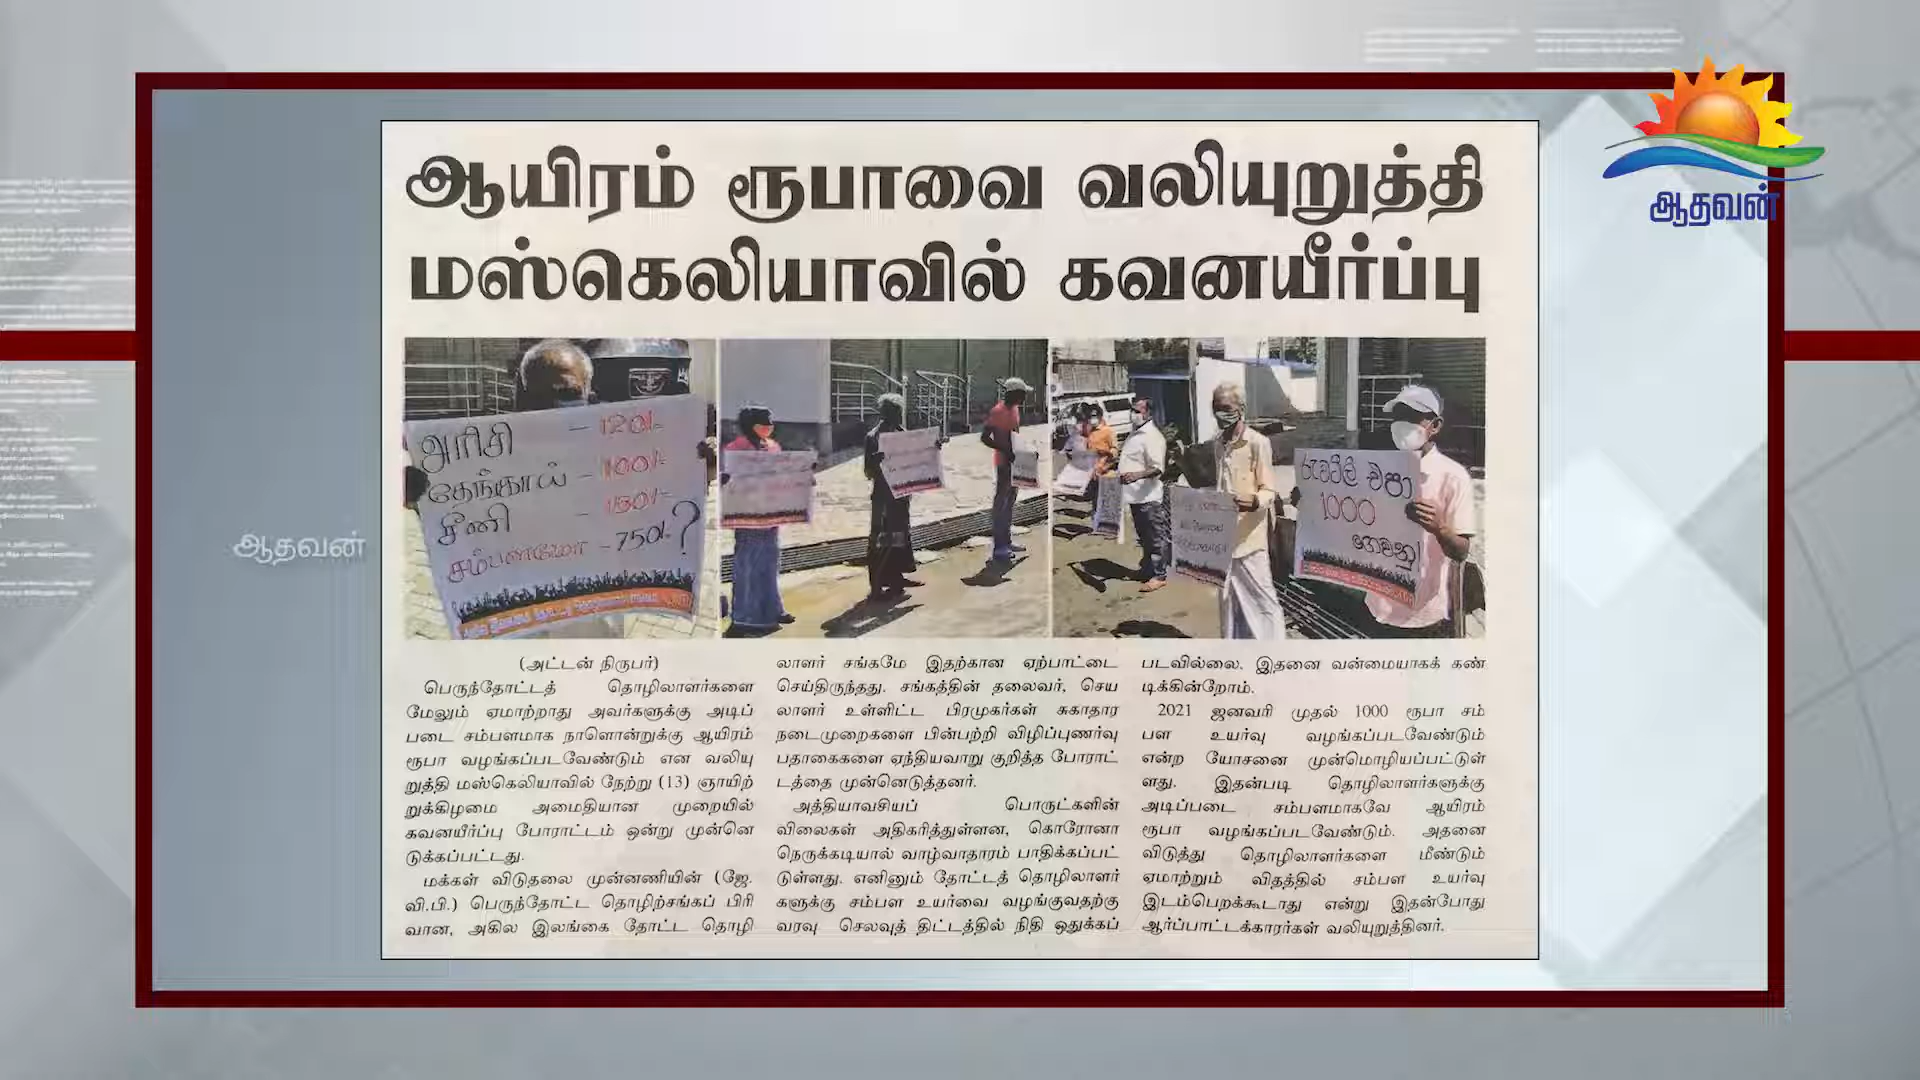 ஆதவன்
ஆயிரம் ரூபாவை வலியுறுத்தி
மஸ்கெலியாவில் கவனயீர்ப்பு
அரிசி - 120/-
தேங்காய் - 100/-
சீனி - 130/-
சம்பளமோ - 750/- ?
රැවටිලි එපා
1000
ගෙවනු!
ஆதவன்
(அட்டன் நிருபர்)
பெருந்தோட்டத் தொழிலாளர்களை
மேலும் ஏமாற்றாது அவர்களுக்கு அடிப்
படை சம்பளமாக நாளொன்றுக்கு ஆயிரம்
ரூபா வழங்கப்படவேண்டும் என வலியு
றுத்தி மஸ்கெலியாவில் நேற்று (13) ஞாயிற்
றுக்கிழமை அமைதியான முறையில்
கவனயீர்ப்பு போராட்டம் ஒன்று முன்னெ
டுக்கப்பட்டது.
மக்கள் விடுதலை முன்னணியின் (ஜே.
வி.பி.) பெருந்தோட்ட தொழிற்சங்கப் பிரி
வான, அகில இலங்கை தோட்ட தொழி
லாளர் சங்கமே இதற்கான ஏற்பாட்டை
செய்திருந்தது. சங்கத்தின் தலைவர், செய
லாளர் உள்ளிட்ட பிரமுகர்கள் சுகாதார
நடைமுறைகளை பின்பற்றி விழிப்புணர்வு
பதாகைகளை ஏந்தியவாறு குறித்த போராட்
டத்தை முன்னெடுத்தனர்.
அத்தியாவசியப் பொருட்களின்
விலைகள் அதிகரித்துள்ளன, கொரோனா
நெருக்கடியால் வாழ்வாதாரம் பாதிக்கப்பட்
டுள்ளது. எனினும் தோட்டத் தொழிலாளர்
களுக்கு சம்பள உயர்வை வழங்குவதற்கு
வரவு செலவுத் திட்டத்தில் நிதி ஒதுக்கப்
படவில்லை. இதனை வன்மையாகக் கண்
டிக்கின்றோம்.
2021 ஜனவரி முதல் 1000 ரூபா சம்
பள உயர்வு வழங்கப்படவேண்டும்
என்ற யோசனை முன்மொழியப்பட்டுள்
ளது. இதன்படி தொழிலாளர்களுக்கு
அடிப்படை சம்பளமாகவே ஆயிரம்
ரூபா வழங்கப்படவேண்டும். அதனை
விடுத்து தொழிலாளர்களை மீண்டும்
ஏமாற்றும் விதத்தில் சம்பள உயர்வு
இடம்பெறக்கூடாது என்று இதன்போது
ஆர்ப்பாட்டக்காரர்கள் வலியுறுத்தினர்.